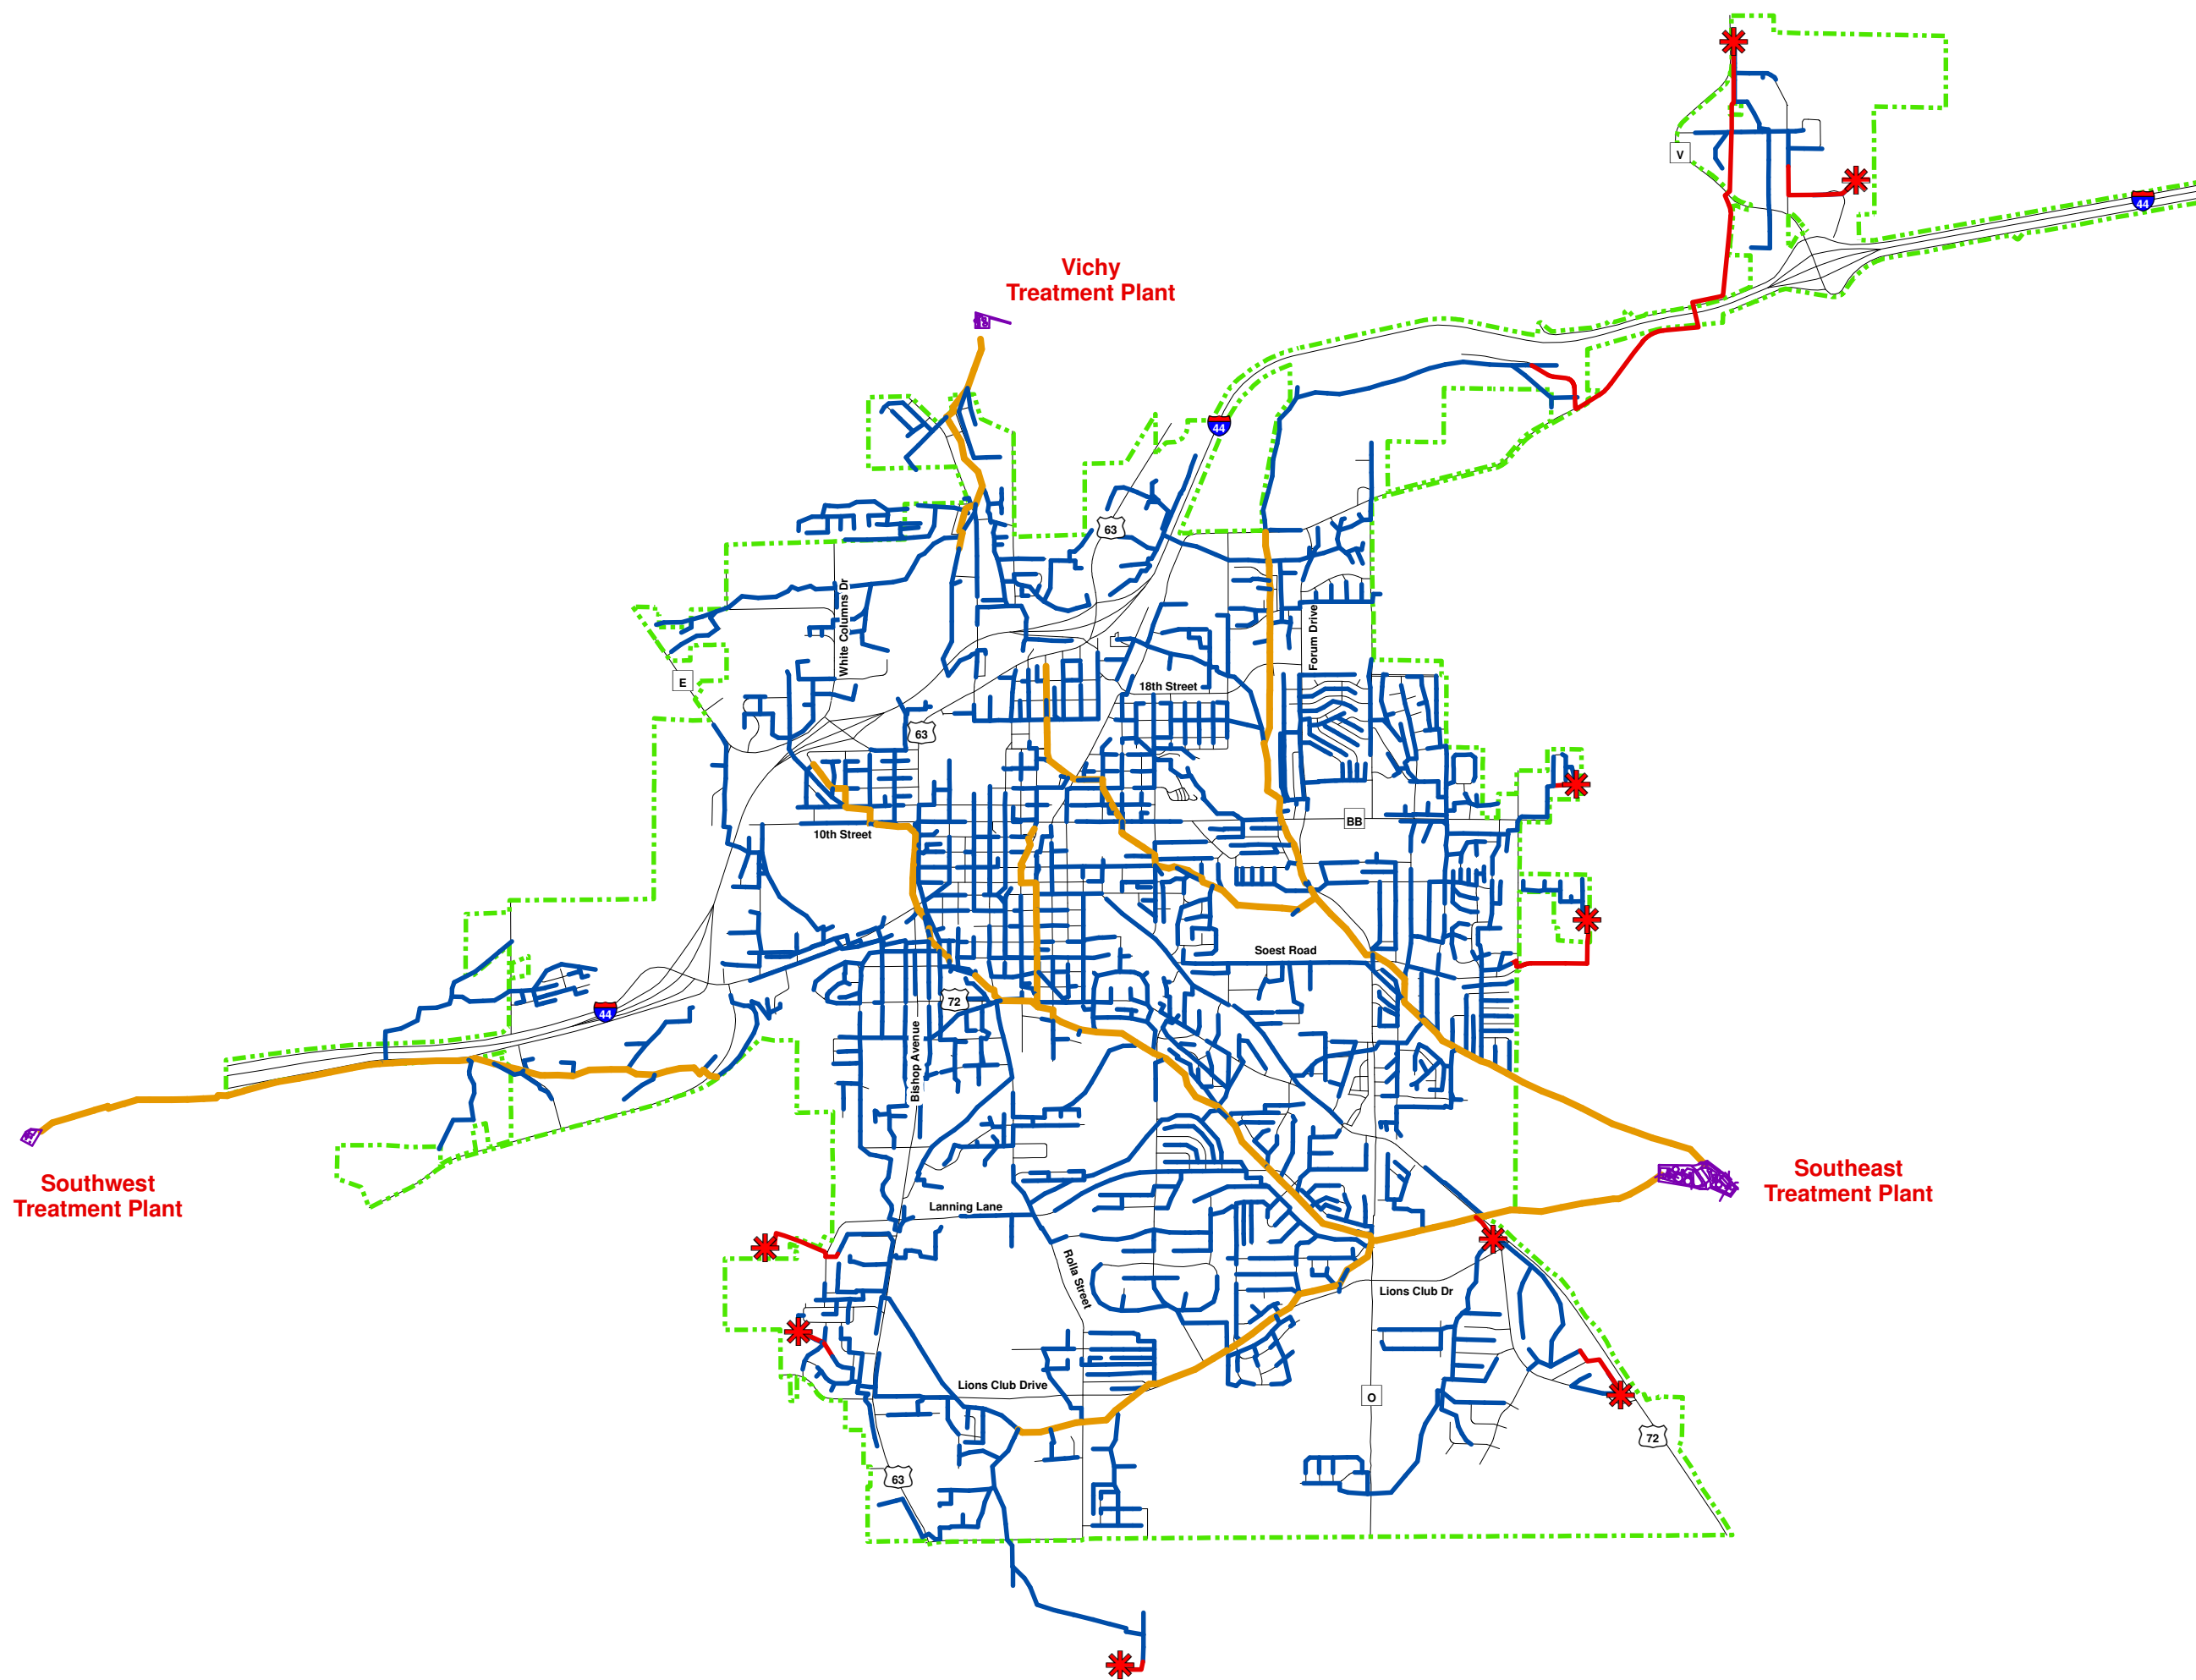 V
44
Vichy
Treatment Plant
44
63
White Columns Dr
Forum Drive
E
18th Street
63
BB
10th Street
Soest Road
72
44
Bishop Avenue
Southwest
Treatment Plant
Southeast
Treatment Plant
Lanning Lane
Rolla Street
Lions Club Dr
Lions Club Drive
O
72
63